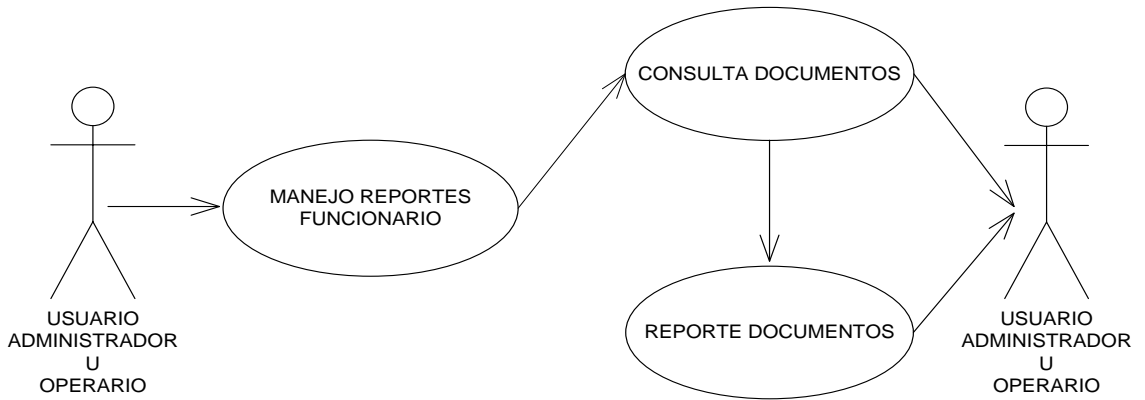 CONSULTA DOCUMENTOS
MANEJO REPORTES
FUNCIONARIO
REPORTE DOCUMENTOS
USUARIO
ADMINISTRADOR
U
OPERARIO
USUARIO
ADMINISTRADOR
U
OPERARIO